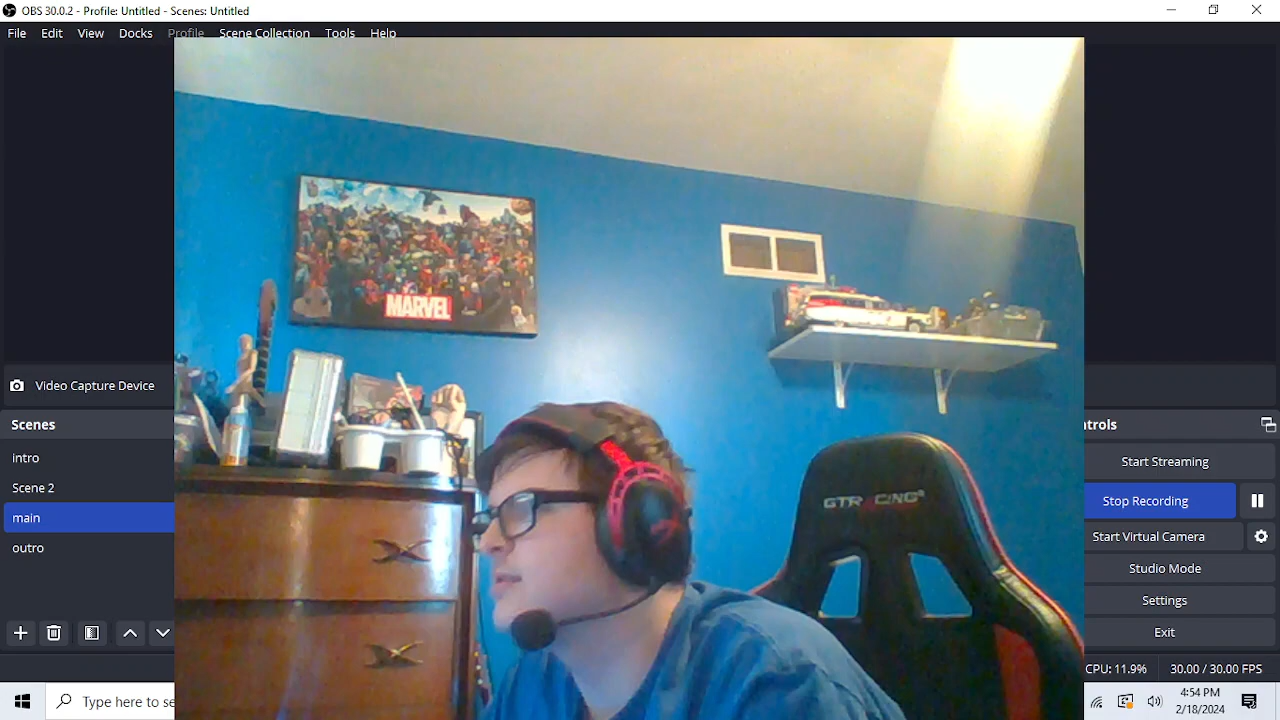 OBS 30.0.2 - Profile: Untitled - Scenes: Untitled
File Edit View Docks Profile Scene Collection Tools Help
MARVEL
Video Capture Device
Scenes
intro
Scene 2
main
outro
GTRACING
trols
Start Streaming
Stop Recording
Start Virtual Camera
Studio Mode
Settings
Exit
CPU: 11.9% 30.00 / 30.00 FPS
Type here to se
4:54 PM
2/18/2024